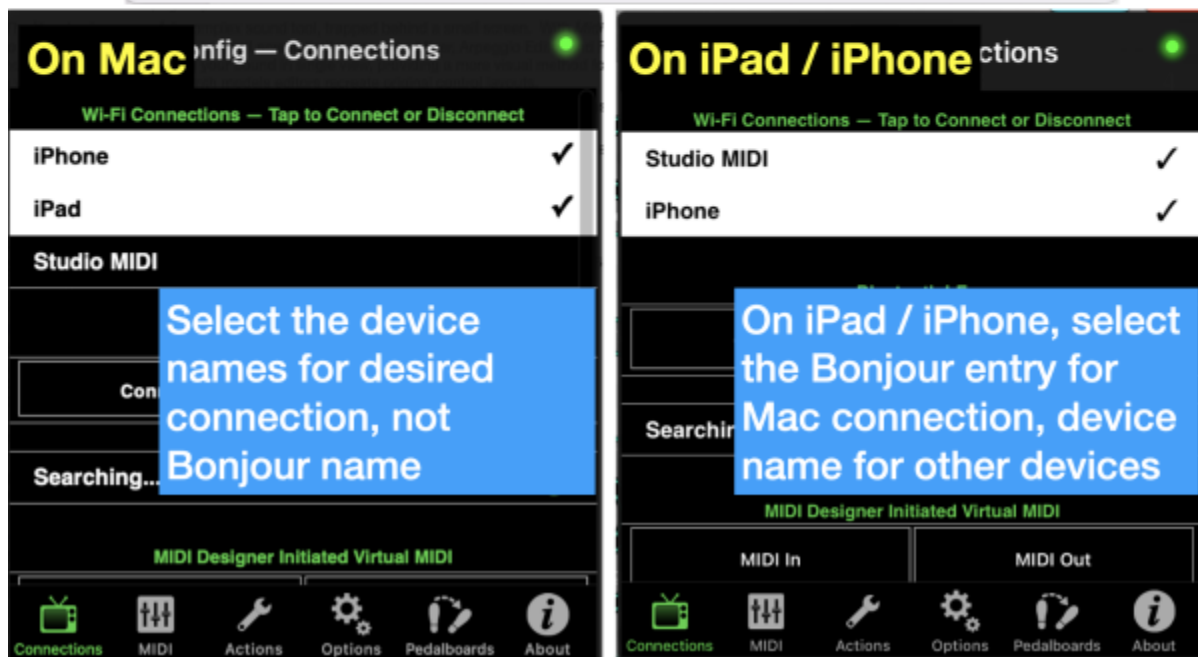 On Mac
onfig — Connections
Wi-Fi Connections — Tap to Connect or Disconnect
iPhone ✓
iPad ✓
Studio MIDI
Select the device
names for desired
connection, not
Bonjour name
Con
Searching...
MIDI Designer Initiated Virtual MIDI
Connections MIDI Actions Options Pedalboards About
On iPad / iPhone
ctions
Wi-Fi Connections — Tap to Connect or Disconnect
Studio MIDI ✓
iPhone ✓
On iPad / iPhone, select
the Bonjour entry for
Mac connection, device
name for other devices
Searchin
MIDI Designer Initiated Virtual MIDI
MIDI In MIDI Out
Connections MIDI Actions Options Pedalboards About